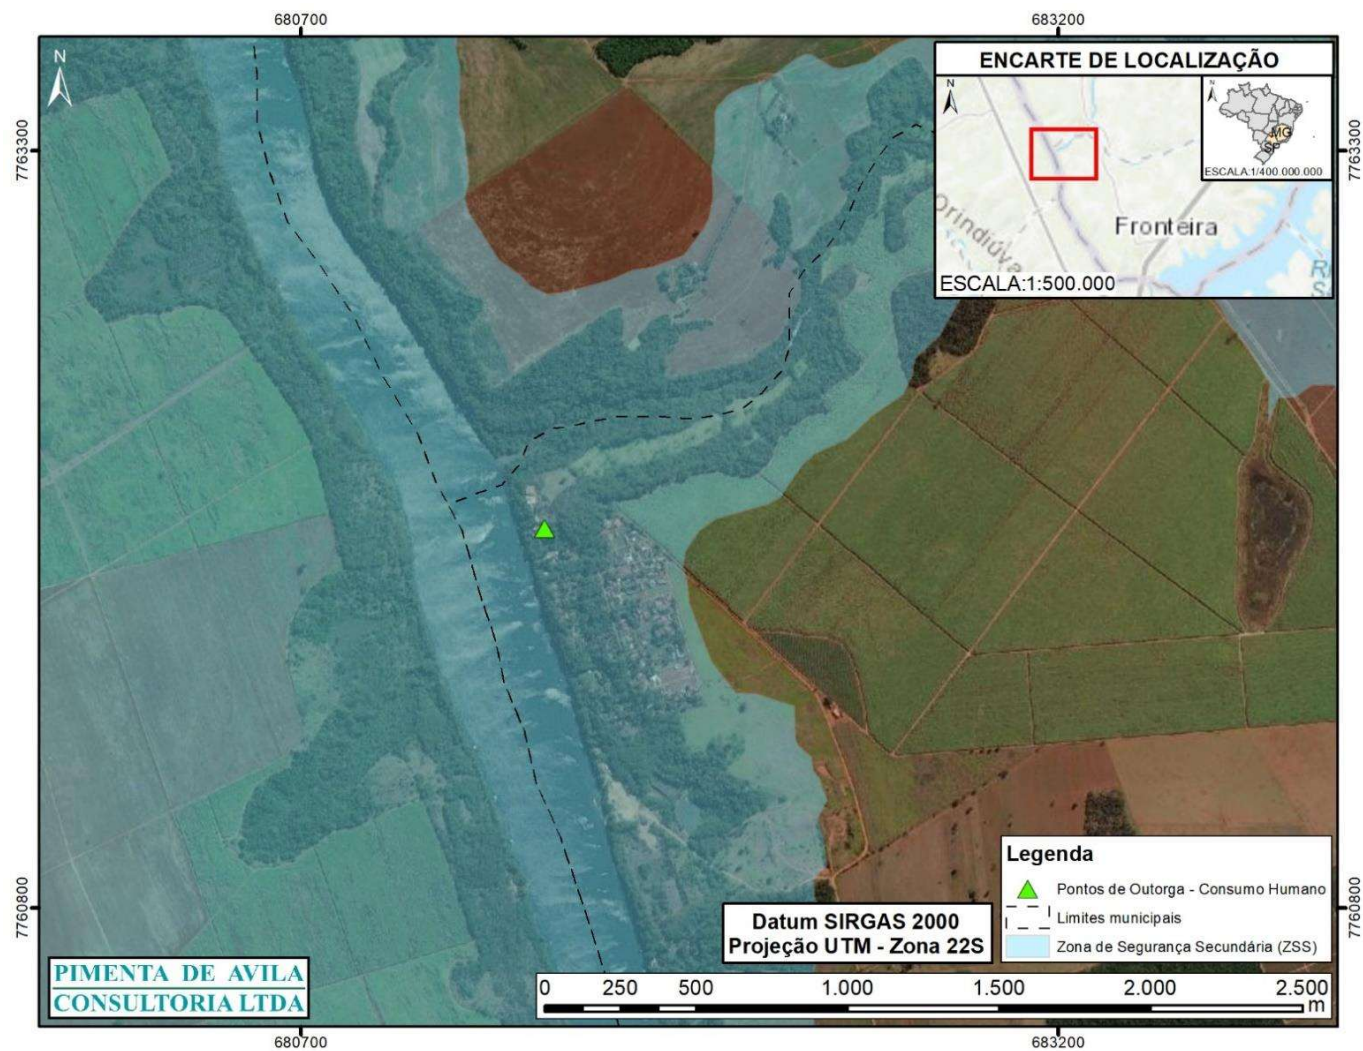 680700
683200
N
7763300
ENCARTE DE LOCALIZAÇÃO
N
N
MG
SP
ESCALA:1/400.000.000
Orindiúva
Fronteira
ESCALA:1:500.000
7763300
Legenda
Pontos de Outorga - Consumo Humano
Limites municipais
Zona de Segurança Secundária (ZSS)
7760800
7760800
Datum SIRGAS 2000
Projeção UTM - Zona 22S
PIMENTA DE AVILA
CONSULTORIA LTDA
0 250 500 1.000 1.500 2.000 2.500
m
680700
683200